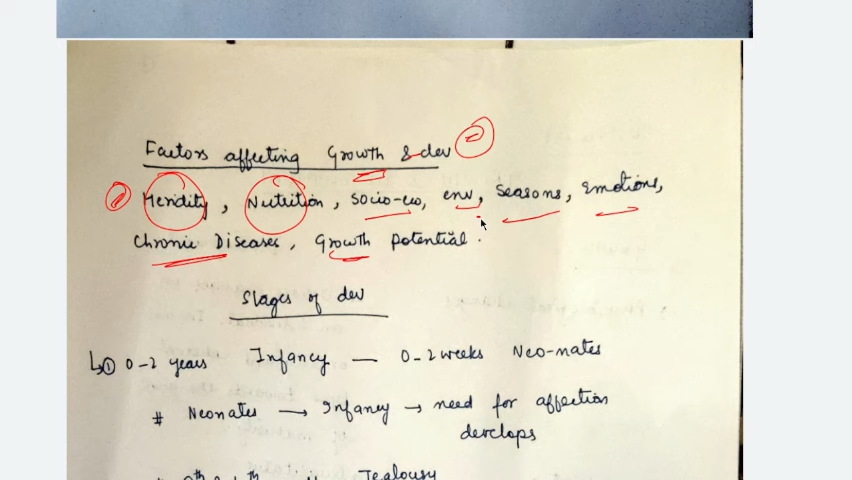 Factors affecting Growth & dev
Heridity, Nutrition, Socio-eco, env, Seasons, Emotions,
Chronic Diseases, Growth potential.
Stages of dev
↳① 0-2 years Infancy — 0-2 weeks Neo-nates
# Neonates → Infancy → need for affection
develops
Jealousy